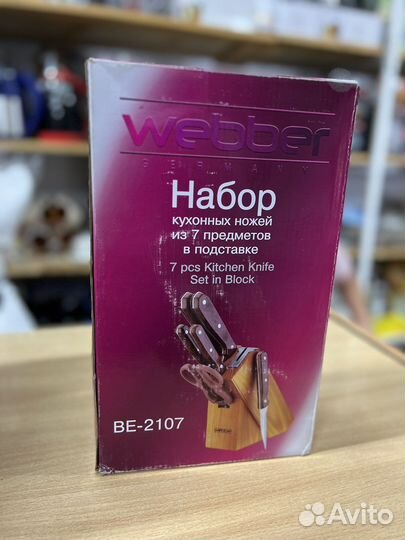 webber
GERMANY
Набор
кухонных ножей
из 7 предметов
в подставке
7 pcs Kitchen Knife
Set in Block
BE-2107
Avito